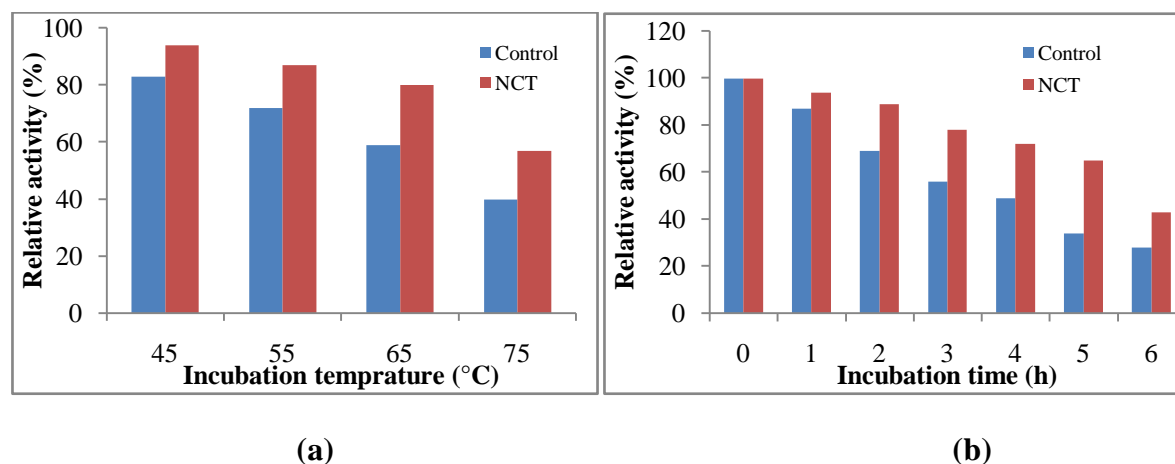 100
80
60
40
20
0
Relative activity (%)
Control
NCT
45 55 65 75
Incubation temprature (°C)
(a)
120
100
80
60
40
20
0
Relative activity (%)
Control
NCT
0 1 2 3 4 5 6
Incubation time (h)
(b)